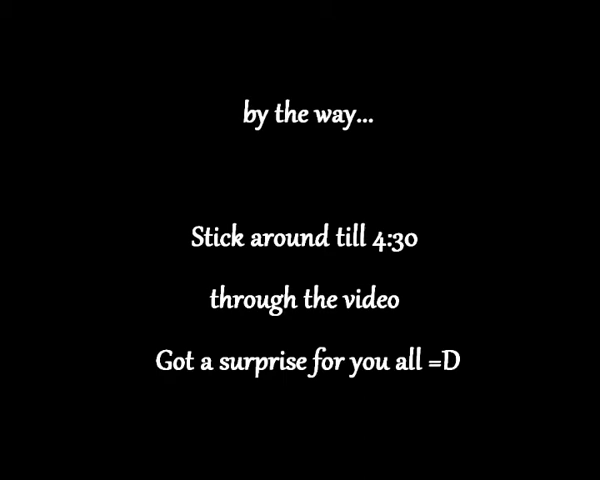 by the way...
Stick around till 4:30
through the video
Got a surprise for you all =D